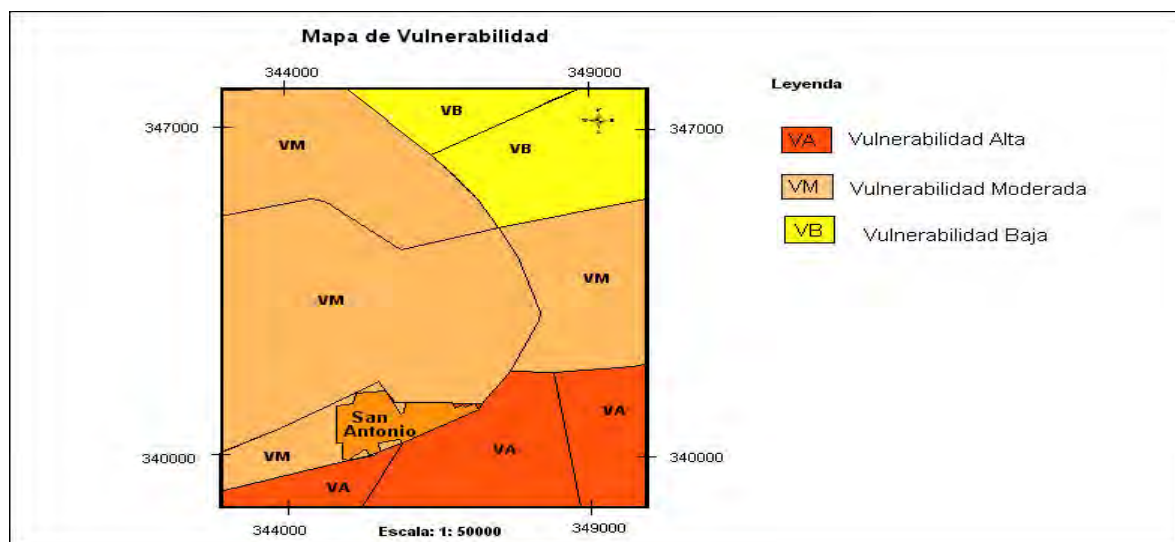 Mapa de Vulnerabilidad
344000 349000
Leyenda
347000 347000
VB
VB
VM
VA Vulnerabilidad Alta
VM Vulnerabilidad Moderada
VB Vulnerabilidad Baja
VM
VM
San
Antonio
VA
VA
VM
340000 340000
VA
344000 349000
Escala: 1: 50000